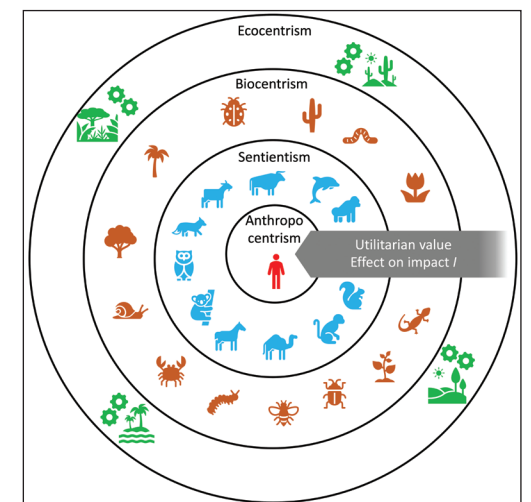 Ecocentrism
Biocentrism
Sentientism
Anthropo
centrism
Utilitarian value
Effect on impact I